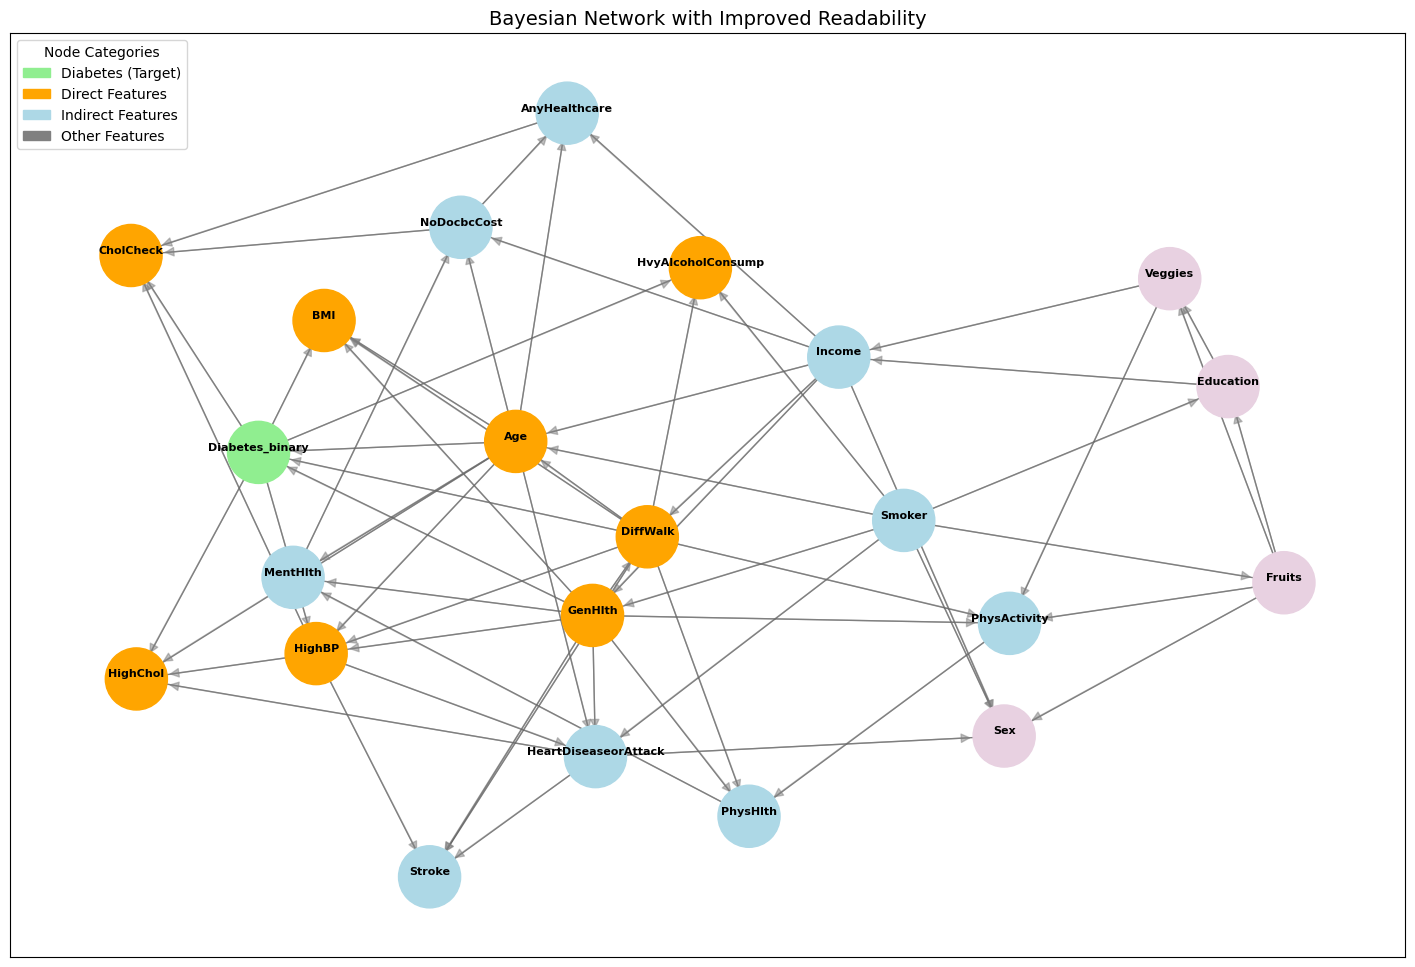 Bayesian Network with Improved Readability
Node Categories
Diabetes (Target)
Direct Features
Indirect Features
Other Features
AnyHealthcare
NoDocbcCost
CholCheck
HvyAlcoholConsump
Veggies
BMI
Income
Education
Age
Diabetes_binary
Smoker
DiffWalk
MentHlth
Fruits
GenHlth
PhysActivity
HighBP
HighChol
Sex
HeartDiseaseorAttack
PhysHlth
Stroke